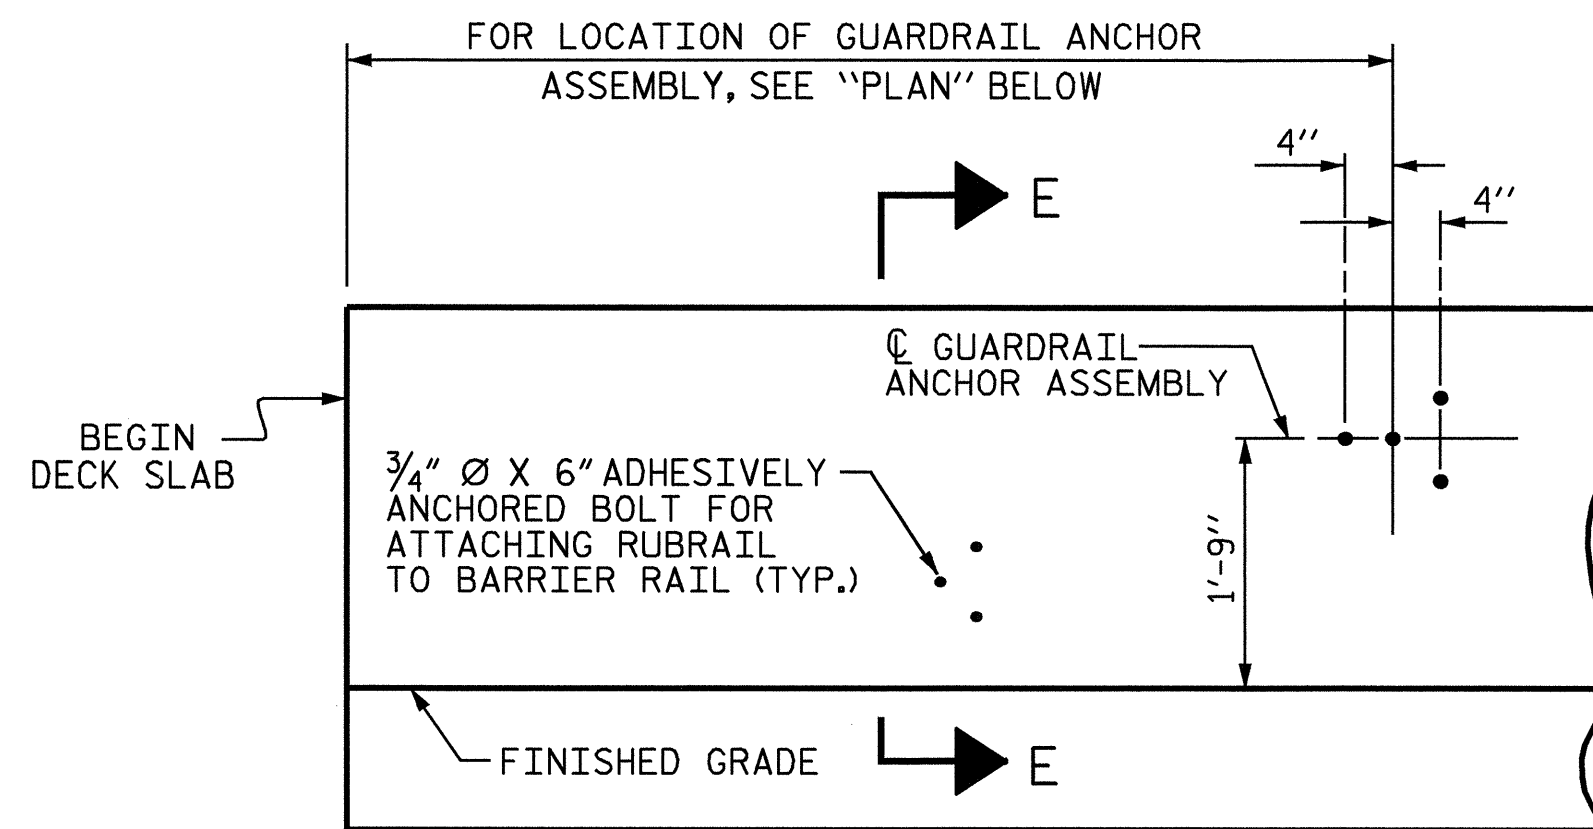 FOR LOCATION OF GUARDRAIL ANCHOR
ASSEMBLY, SEE "PLAN" BELOW
4"
4"
E
℄ GUARDRAIL
ANCHOR ASSEMBLY
BEGIN
DECK SLAB
3/4" Ø X 6" ADHESIVELY
ANCHORED BOLT FOR
ATTACHING RUBRAIL
TO BARRIER RAIL (TYP.)
1'-9"
FINISHED GRADE
E